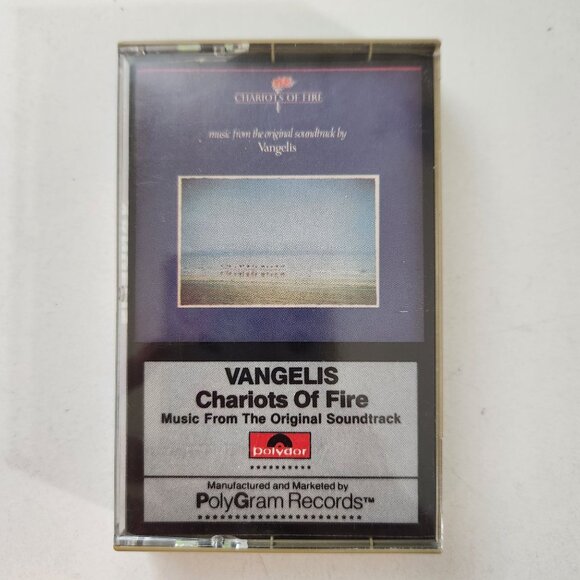 CHARIOTS OF FIRE
music from the original soundtrack by
Vangelis
VANGELIS
Chariots Of Fire
Music From The Original Soundtrack
polydor
**********
Manufactured and Marketed by
PolyGram Records™
**********************